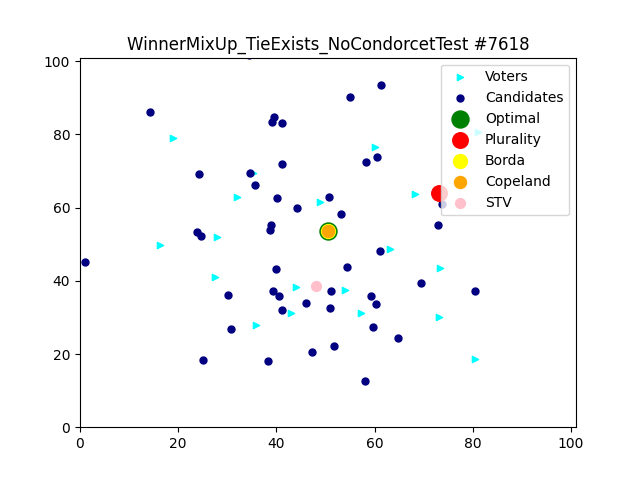 WinnerMixUp_TieExists_NoCondorcetTest #7618
100
80
60
40
20
0
0
20
40
60
80
100
Voters
Candidates
Optimal
Plurality
Borda
Copeland
STV